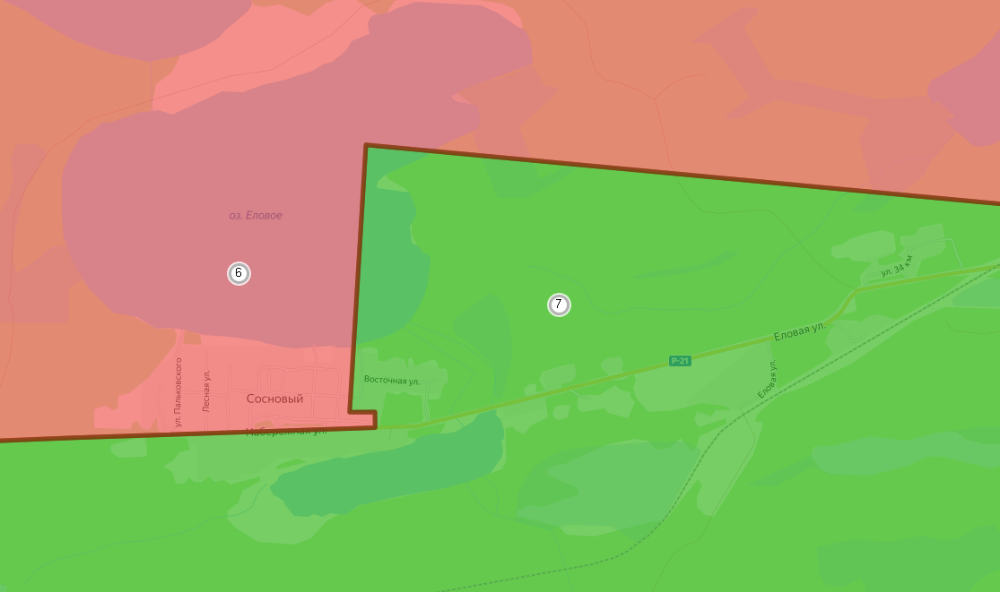 оз. Еловое
6
7
ул. 34 км
Еловая ул.
Р-21
ул. Пальковского
Лесная ул.
Восточная ул.
Еловая ул.
Сосновый
Набережная ул.